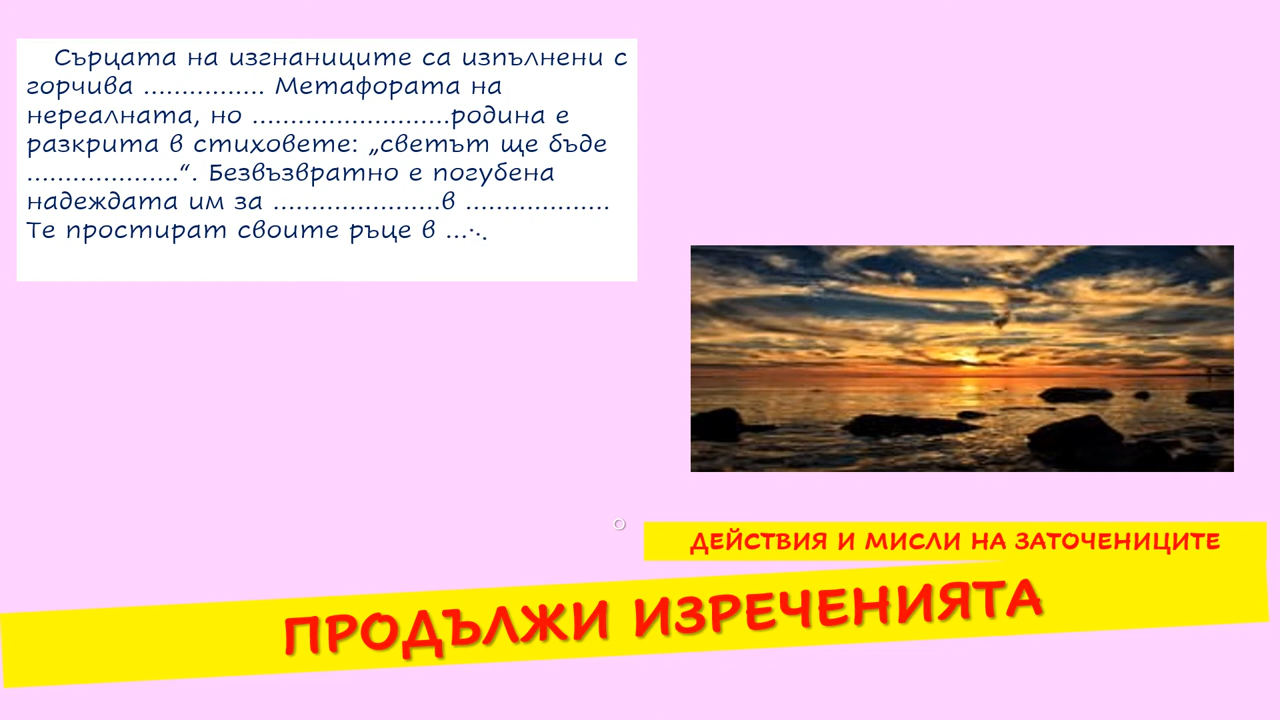 Сърцата на изгнаниците са изпълнени с
горчива ................ Метафората на
нереалната, но ..........................родина е
разкрита в стиховете: „светът ще бъде
....................“. Безвъзвратно е погубена
надеждата им за ......................в ...................
Те простират своите ръце в ...··.
ДЕЙСТВИЯ И МИСЛИ НА ЗАТОЧЕНИЦИТЕ
ПРОДЪЛЖИ ИЗРЕЧЕНИЯТА